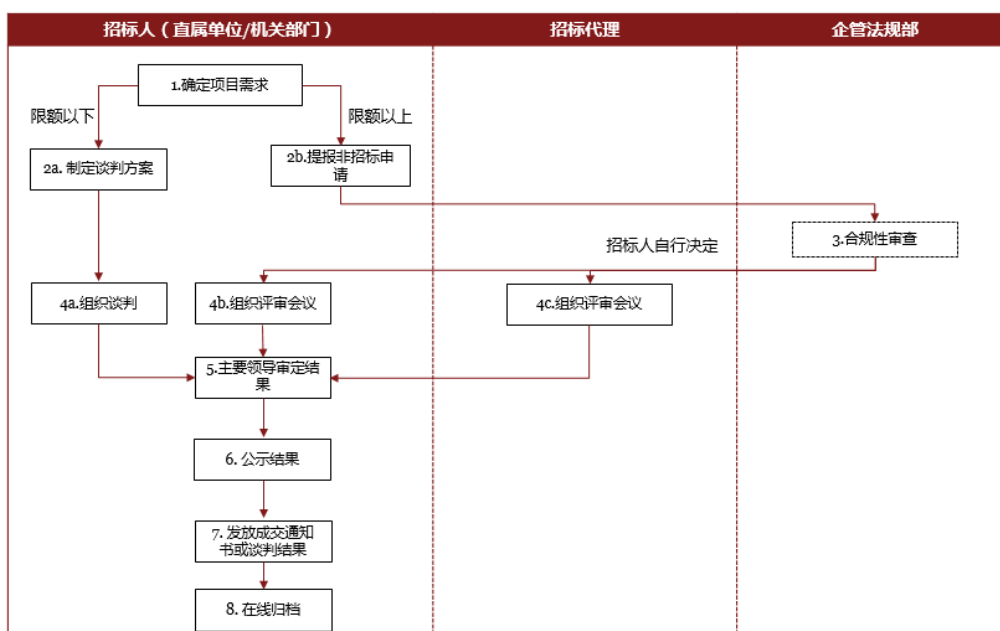 招标人（直属单位/机关部门）
招标代理
企管法规部
1.确定项目需求
限额以下
限额以上
2a. 制定谈判方案
2b.提报非招标申
请
3.合规性审查
招标人自行决定
4a.组织谈判
4b.组织评审会议
4c.组织评审会议
5.主要领导审定结
果
6. 公示结果
7. 发放成交通知
书或谈判结果
8. 在线归档